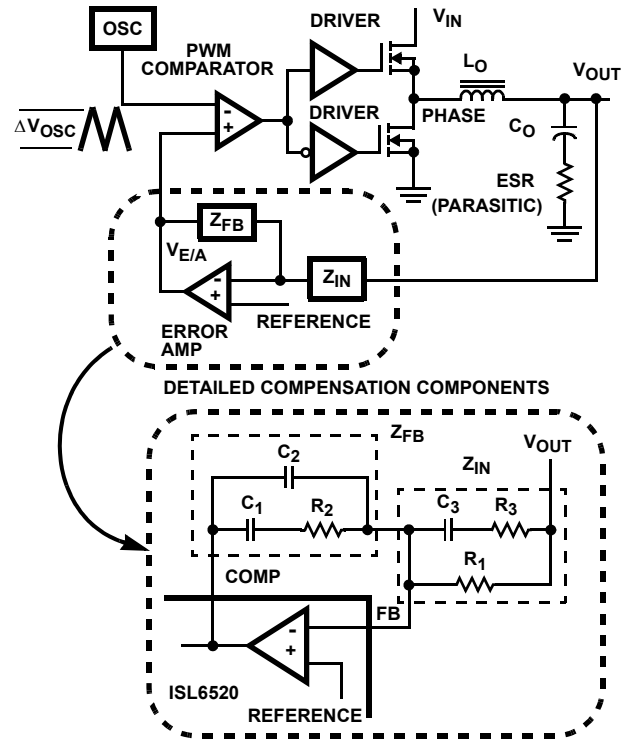 OSC
PWM
COMPARATOR
DRIVER
V_IN
-
+
ΔV_OSC
DRIVER
L_O
V_OUT
PHASE
C_O
ESR
(PARASITIC)
Z_FB
V_E/A
-
+
Z_IN
REFERENCE
ERROR
AMP
DETAILED COMPENSATION COMPONENTS
Z_FB
V_OUT
C_2
Z_IN
C_1
R_2
C_3
R_3
R_1
COMP
FB
-
+
ISL6520
REFERENCE